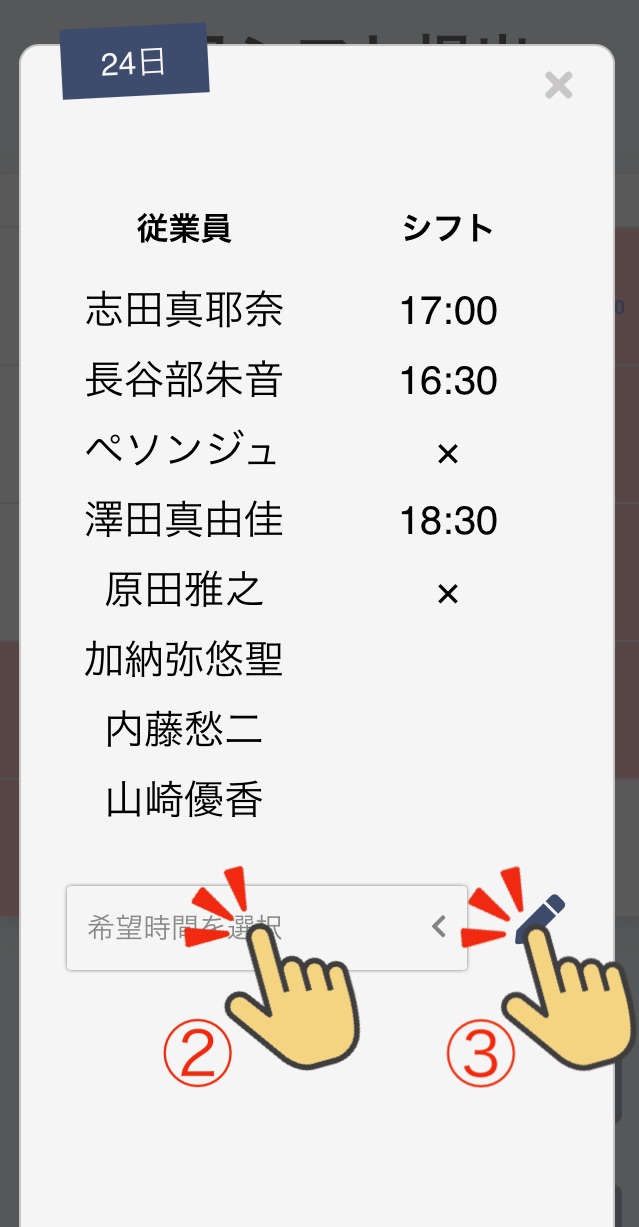 24日
従業員 シフト
志田真耶奈 17:00
長谷部朱音 16:30
ペソンジュ ×
澤田真由佳 18:30
原田雅之 ×
加納弥悠聖
内藤愁二
山崎優香
希望時間を選択
② ③